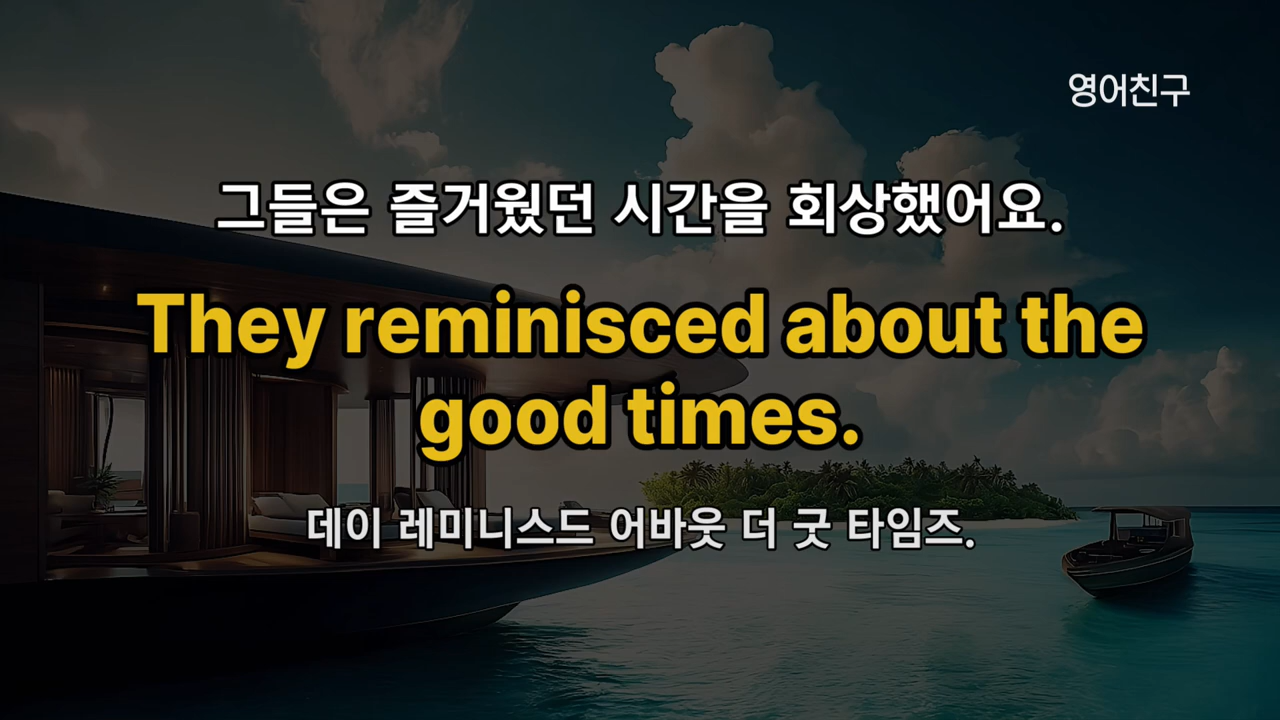 영어친구
그들은 즐거웠던 시간을 회상했어요.
They reminisced about the
good times.
데이 레미니스드 어바웃 더 굿 타임즈.